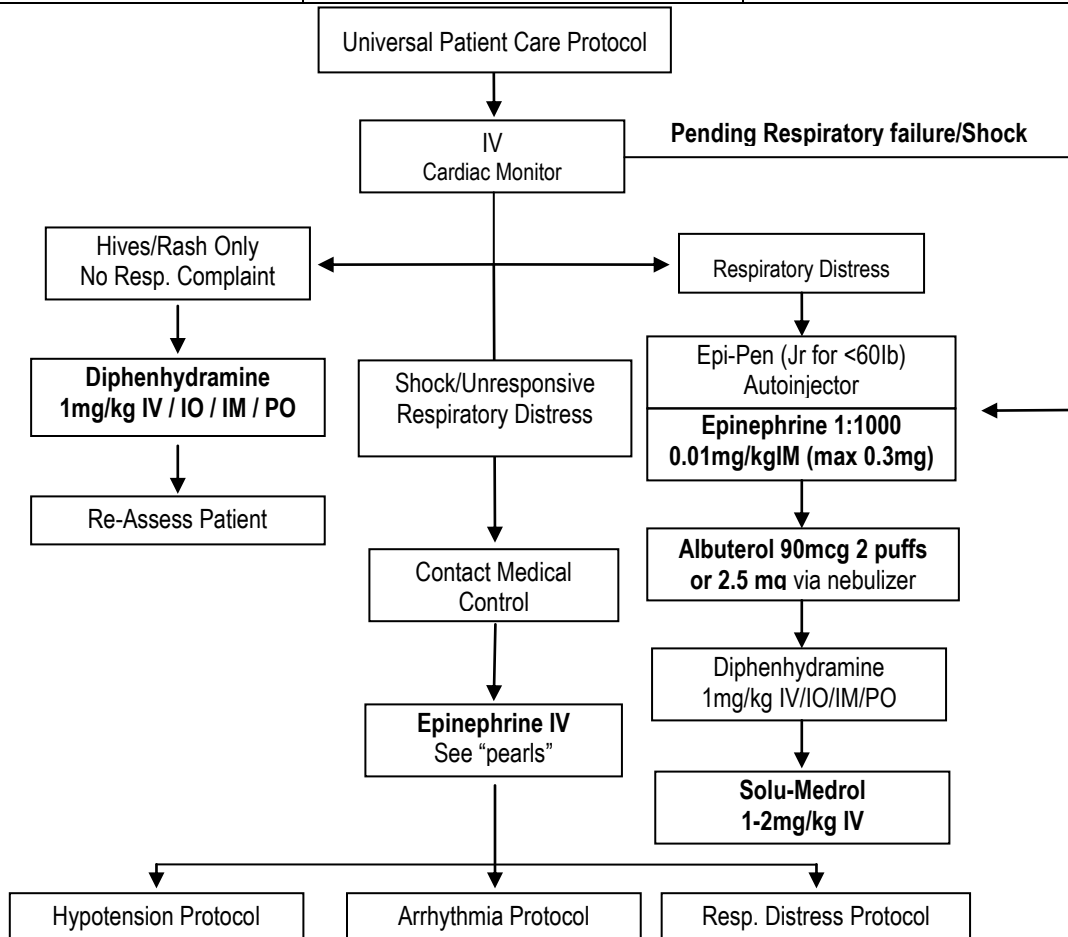 Universal Patient Care Protocol
IV
Cardiac Monitor
Pending Respiratory failure/Shock
Hives/Rash Only
No Resp. Complaint
Respiratory Distress
Diphenhydramine
1mg/kg IV / IO / IM / PO
Re-Assess Patient
Shock/Unresponsive
Respiratory Distress
Contact Medical
Control
Epinephrine IV
See “pearls”
Epi-Pen (Jr for <60lb)
Autoinjector
Epinephrine 1:1000
0.01mg/kgIM (max 0.3mg)
Albuterol 90mcg 2 puffs
or 2.5 mg via nebulizer
Diphenhydramine
1mg/kg IV/IO/IM/PO
Solu-Medrol
1-2mg/kg IV
Hypotension Protocol
Arrhythmia Protocol
Resp. Distress Protocol